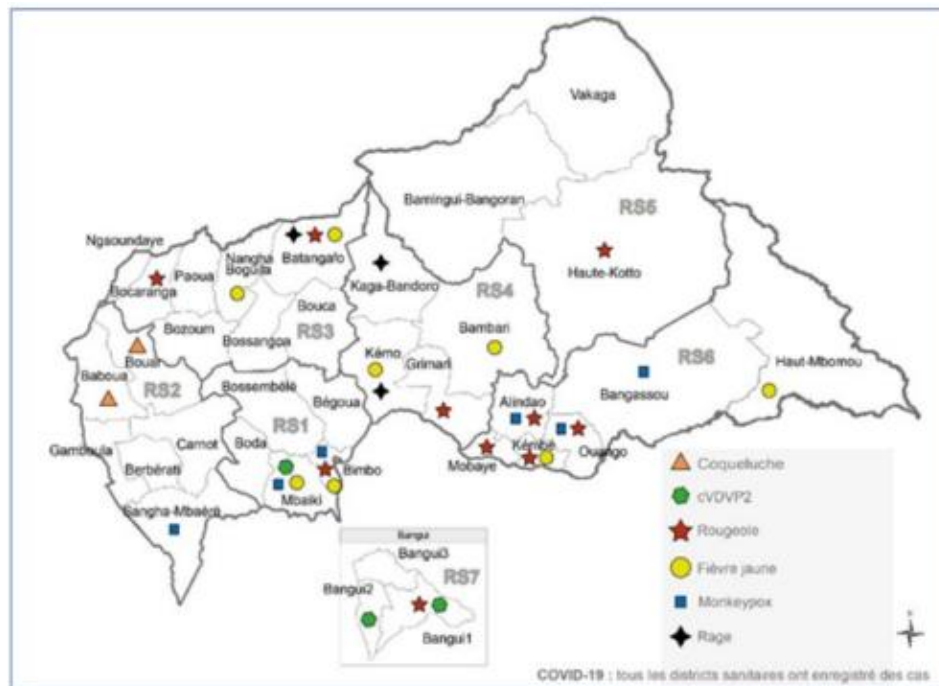 Vakaga
Bamingui-Bangoran
RS5
Ngaoundaye
Nangha
Boguila
Batangafo
Haute-Kotto
Paoua
Bocaranga
Kaga-Bandoro
RS4
Bouca
Bozoum
Bossangoa
RS3
Bambari
Bouar
Kémo
Grimari
RS6
Haut-Mbomou
Baboua
RS2
Bossembélé
Bégoua
Alindao
Bangassou
RS1
Gamboula
Carnot
Boda
Kémbé
Ouango
Berbérati
Bimbo
Mobaye
Mbaïki
Sangha-Mbaéré
Coqueluche
cVDVP2
Rougeole
Fièvre jaune
Monkeypox
Rage
Bangui
Bangui3
RS7
Bangui2
Bangui1
COVID-19 : tous les districts sanitaires ont enregistré des cas